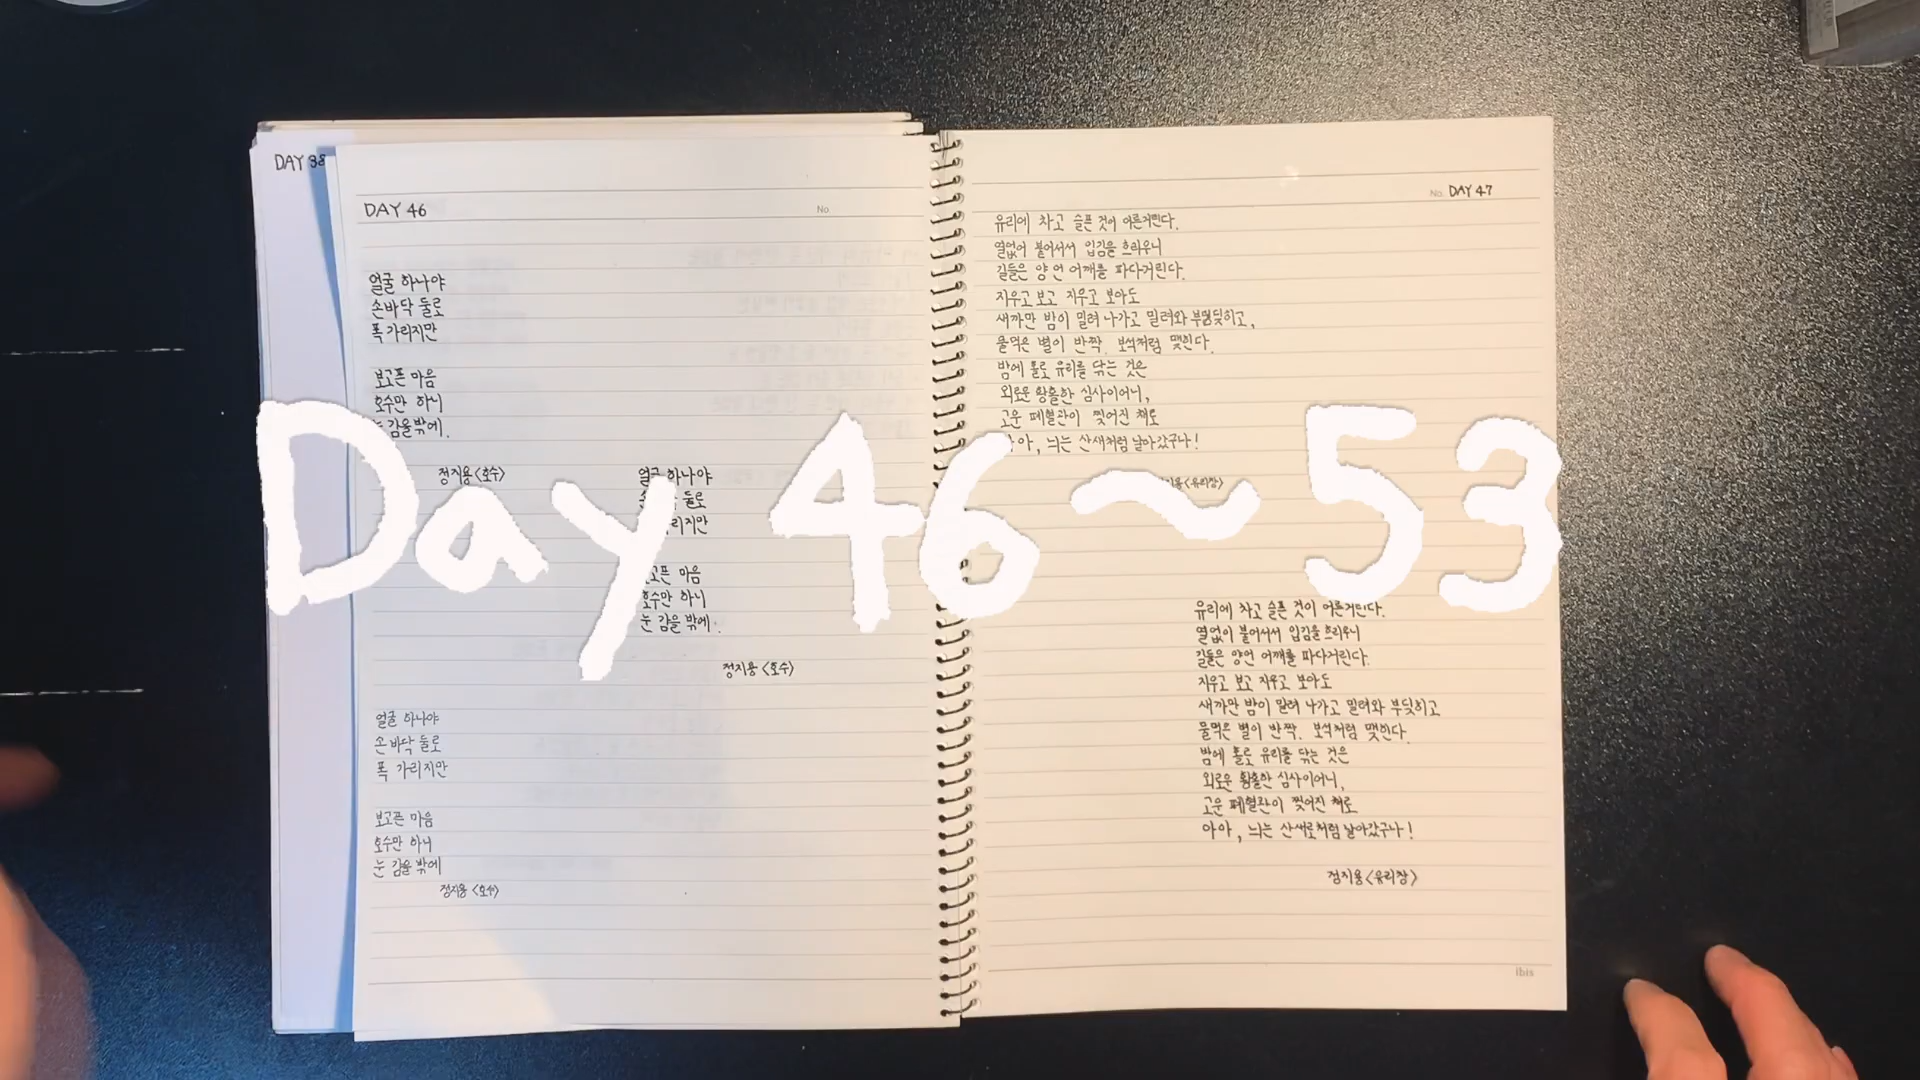 DAY 38
DAY 46
No.
얼굴 하나야
손바닥 둘로
폭 가리지만
보고픈 마음
호수만 하니
눈 감을 밖에.
정지용 <호수>
얼굴 하나야
둘로
리지만
보고픈 마음
호수만 하니
눈 감을 밖에.
정지용 <호수>
얼굴 하나야
손바닥 둘로
폭 가리지만
보고픈 마음
호수만 하니
눈 감을 밖에
정지용 <호수>
No. DAY 47
유리에 차고 슬픈 것이 어른거린다.
열없이 붙어서서 입김을 흐리우니
길들은 양 언 어깨를 파다거린다.
지우고 보고 지우고 보아도
새까만 밤이 밀려 나가고 밀려와 부딪히고,
물먹은 별이 반짝. 보석처럼 맺힌다.
밤에 홀로 유리를 닦는 것은
외로운 황홀한 심사이어니,
고운 폐혈관이 찢어진 채로
아, 늬는 산새처럼 날아갔구나!
<유리창>
유리에 차고 슬픈 것이 어른거린다.
열없이 붙어서서 입김을 흐리우니
길들은 양언 어깨를 파다거린다.
지우고 보고 지우고 보아도
새까만 밤이 밀려 나가고 밀려와 부딪히고
물먹은 별이 반짝. 보석처럼 맺힌다.
밤에 홀로 유리를 닦는 것은
외로운 황홀한 심사이어니,
고운 폐혈관이 찢어진 채로
아아, 늬는 산새로처럼 날아갔구나!
정지용 <유리창>
ibis
Day 46~53